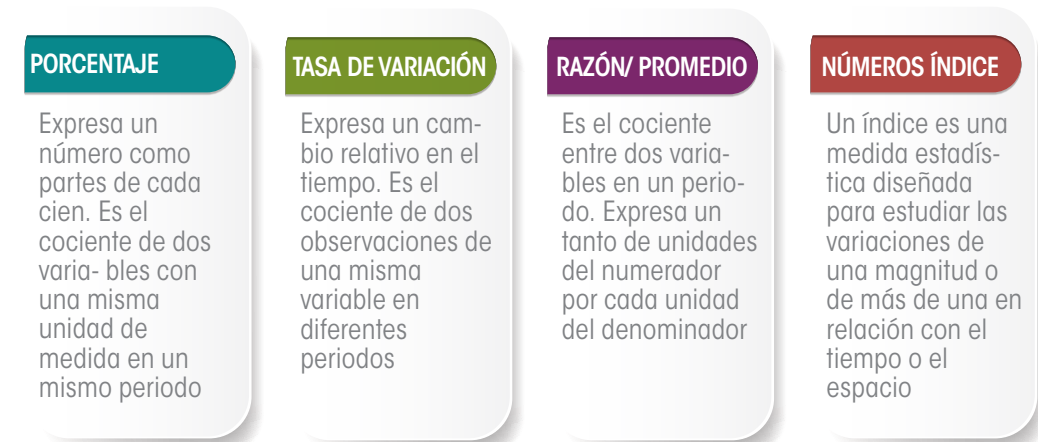 PORCENTAJE
Expresa un
número como
partes de cada
cien. Es el
cociente de dos
varia- bles con
una misma
unidad de
medida en un
mismo periodo
TASA DE VARIACIÓN
Expresa un cam-
bio relativo en el
tiempo. Es el
cociente de dos
observaciones de
una misma
variable en
diferentes
periodos
RAZÓN/ PROMEDIO
Es el cociente
entre dos varia-
bles en un perio-
do. Expresa un
tanto de unidades
del numerador
por cada unidad
del denominador
NÚMEROS ÍNDICE
Un índice es una
medida estadís-
tica diseñada
para estudiar las
variaciones de
una magnitud o
de más de una en
relación con el
tiempo o el
espacio